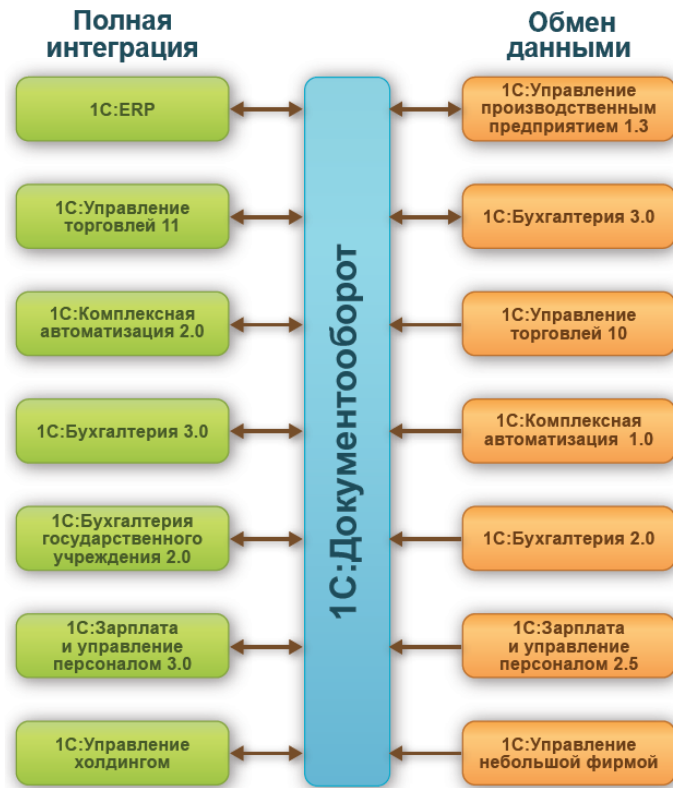 Полная
интеграция
1С:ERP
1С:Управление
торговлей 11
1С:Комплексная
автоматизация 2.0
1С:Бухгалтерия 3.0
1С:Бухгалтерия
государственного
учреждения 2.0
1С:Зарплата
и управление
персоналом 3.0
1С:Управление
холдингом
1С:Документооборот
Обмен
данными
1С:Управление
производственным
предприятием 1.3
1С:Бухгалтерия 3.0
1С:Управление
торговлей 10
1С:Комплексная
автоматизация 1.0
1С:Бухгалтерия 2.0
1С:Зарплата
и управление
персоналом 2.5
1С:Управление
небольшой фирмой